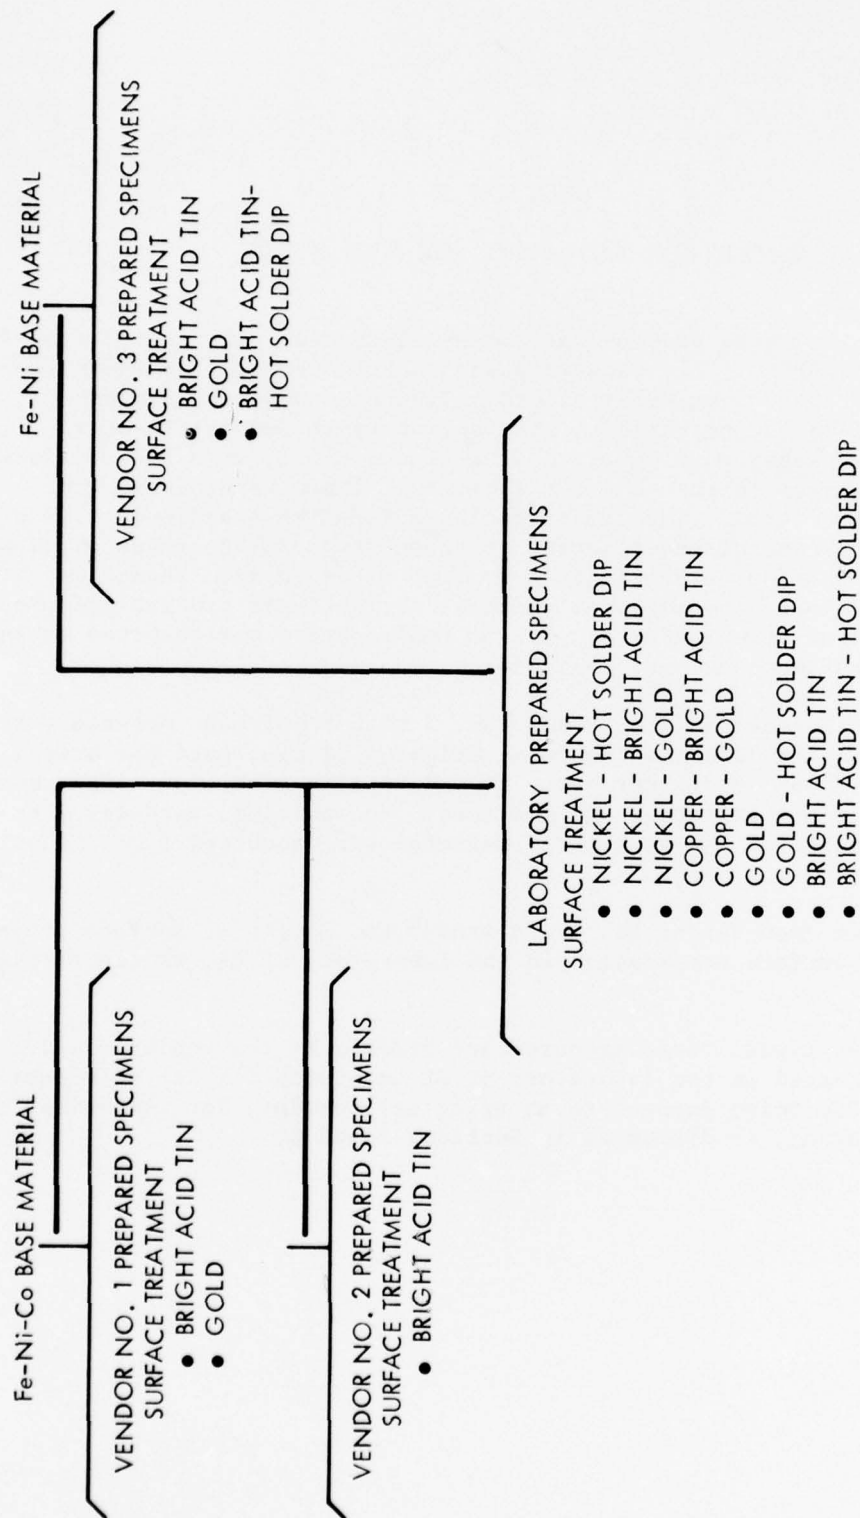 Fe-Ni-Co BASE MATERIAL
VENDOR NO. 1 PREPARED SPECIMENS
SURFACE TREATMENT
● BRIGHT ACID TIN
● GOLD
VENDOR NO. 2 PREPARED SPECIMENS
SURFACE TREATMENT
● BRIGHT ACID TIN
Fe-Ni BASE MATERIAL
VENDOR NO. 3 PREPARED SPECIMENS
SURFACE TREATMENT
● BRIGHT ACID TIN
● GOLD
● BRIGHT ACID TIN-
HOT SOLDER DIP
LABORATORY PREPARED SPECIMENS
SURFACE TREATMENT
● NICKEL - HOT SOLDER DIP
● NICKEL - BRIGHT ACID TIN
● NICKEL - GOLD
● COPPER - BRIGHT ACID TIN
● COPPER - GOLD
● GOLD
● GOLD - HOT SOLDER DIP
● BRIGHT ACID TIN
● BRIGHT ACID TIN - HOT SOLDER DIP